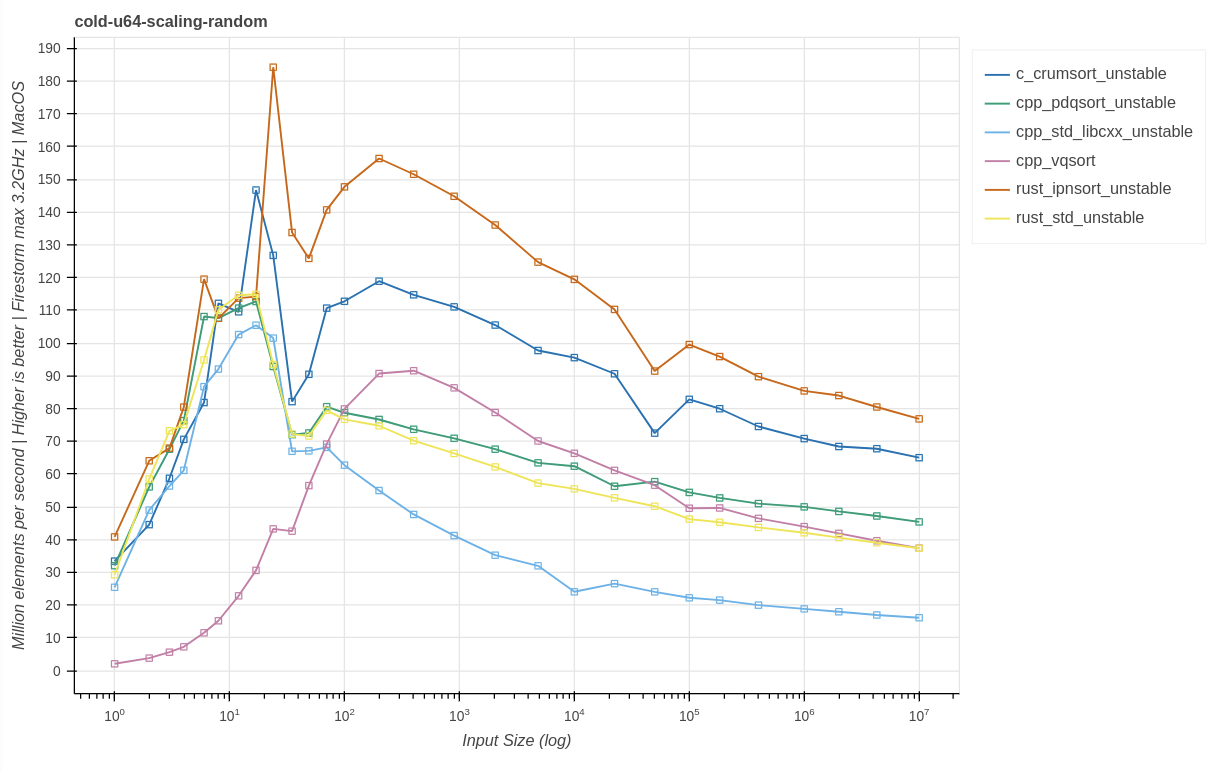 cold-u64-scaling-random
Million elements per second | Higher is better | Firestorm max 3.2GHz | MacOS
190
180
170
160
150
140
130
120
110
100
90
80
70
60
50
40
30
20
10
0
10⁰ 10¹ 10² 10³ 10⁴ 10⁵ 10⁶ 10⁷
Input Size (log)
c_crumsort_unstable
cpp_pdqsort_unstable
cpp_std_libcxx_unstable
cpp_vqsort
rust_ipnsort_unstable
rust_std_unstable